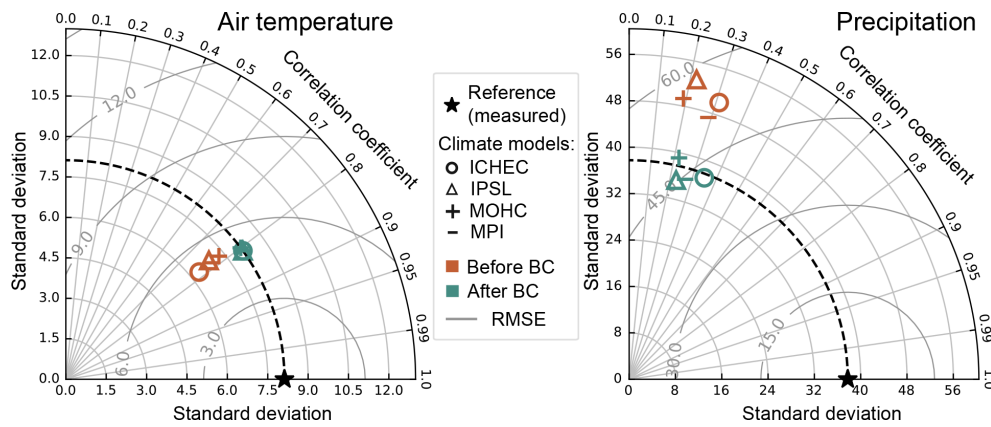 Air temperature
Correlation coefficient
0.0
0.1
0.2
0.3
0.4
0.5
0.6
0.7
0.8
0.9
0.95
0.99
1.0
Standard deviation
12.0
10.5
9.0
7.5
6.0
4.5
3.0
1.5
0.0
12.0
9.0
6.0
3.0
0.0 1.5 3.0 4.5 6.0 7.5 9.0 10.5 12.0
Standard deviation
Reference
(measured)
Climate models:
ICHEC
IPSL
MOHC
MPI
Before BC
After BC
RMSE
Precipitation
Correlation coefficient
0.0
0.1
0.2
0.3
0.4
0.5
0.6
0.7
0.8
0.9
0.95
0.99
1.0
Standard deviation
56
48
40
32
24
16
8
0
60.0
45.0
30.0
15.0
0 8 16 24 32 40 48 56
Standard deviation